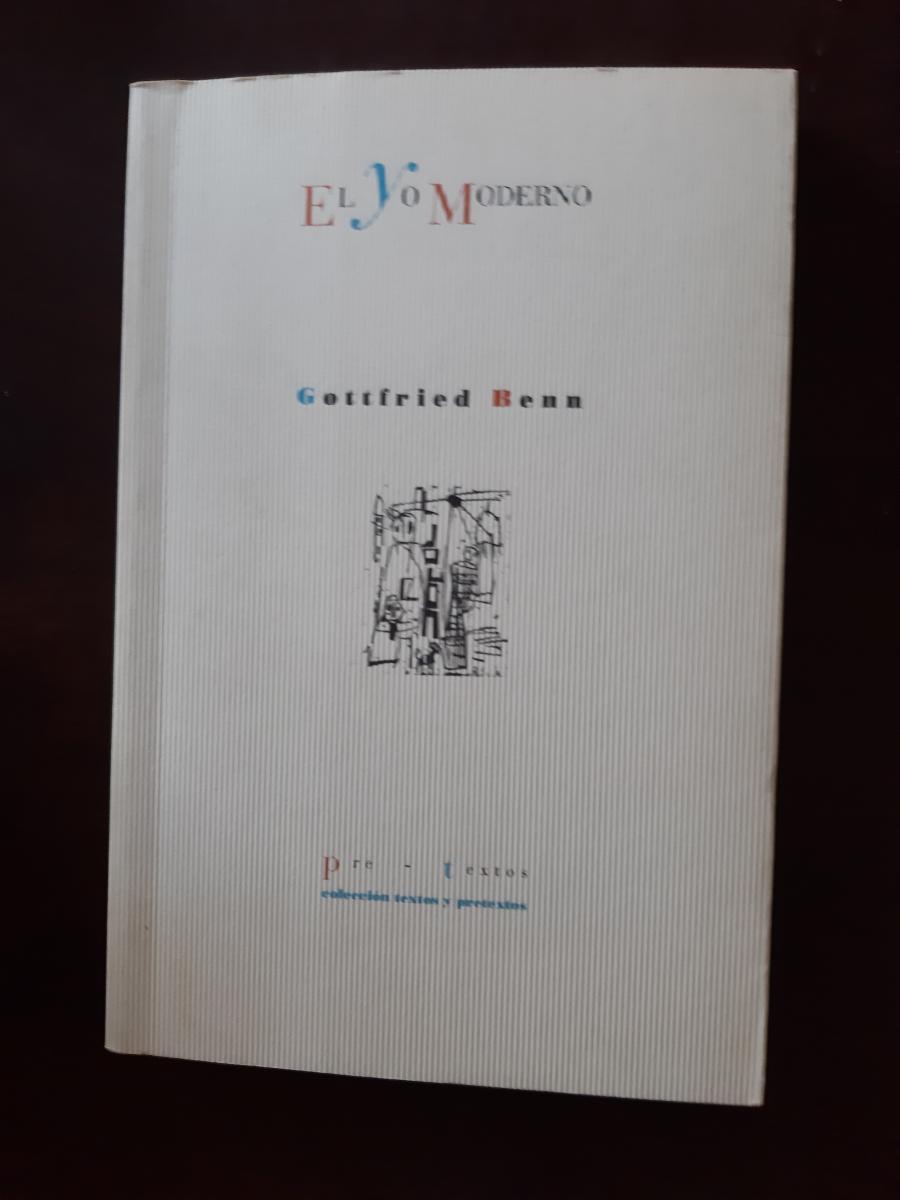 El Yo Moderno
Gottfried Benn
pre - textos
colección textos y pretextos